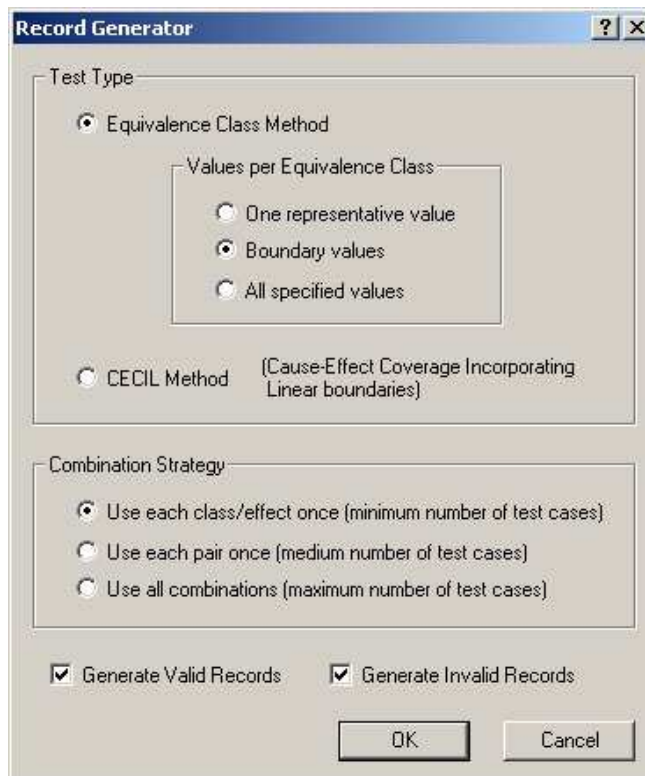 Record Generator
Test Type
Equivalence Class Method
Values per Equivalence Class
One representative value
Boundary values
All specified values
CECIL Method
(Cause-Effect Coverage Incorporating
Linear boundaries)
Combination Strategy
Use each class/effect once (minimum number of test cases)
Use each pair once (medium number of test cases)
Use all combinations (maximum number of test cases)
Generate Valid Records
Generate Invalid Records
OK
Cancel